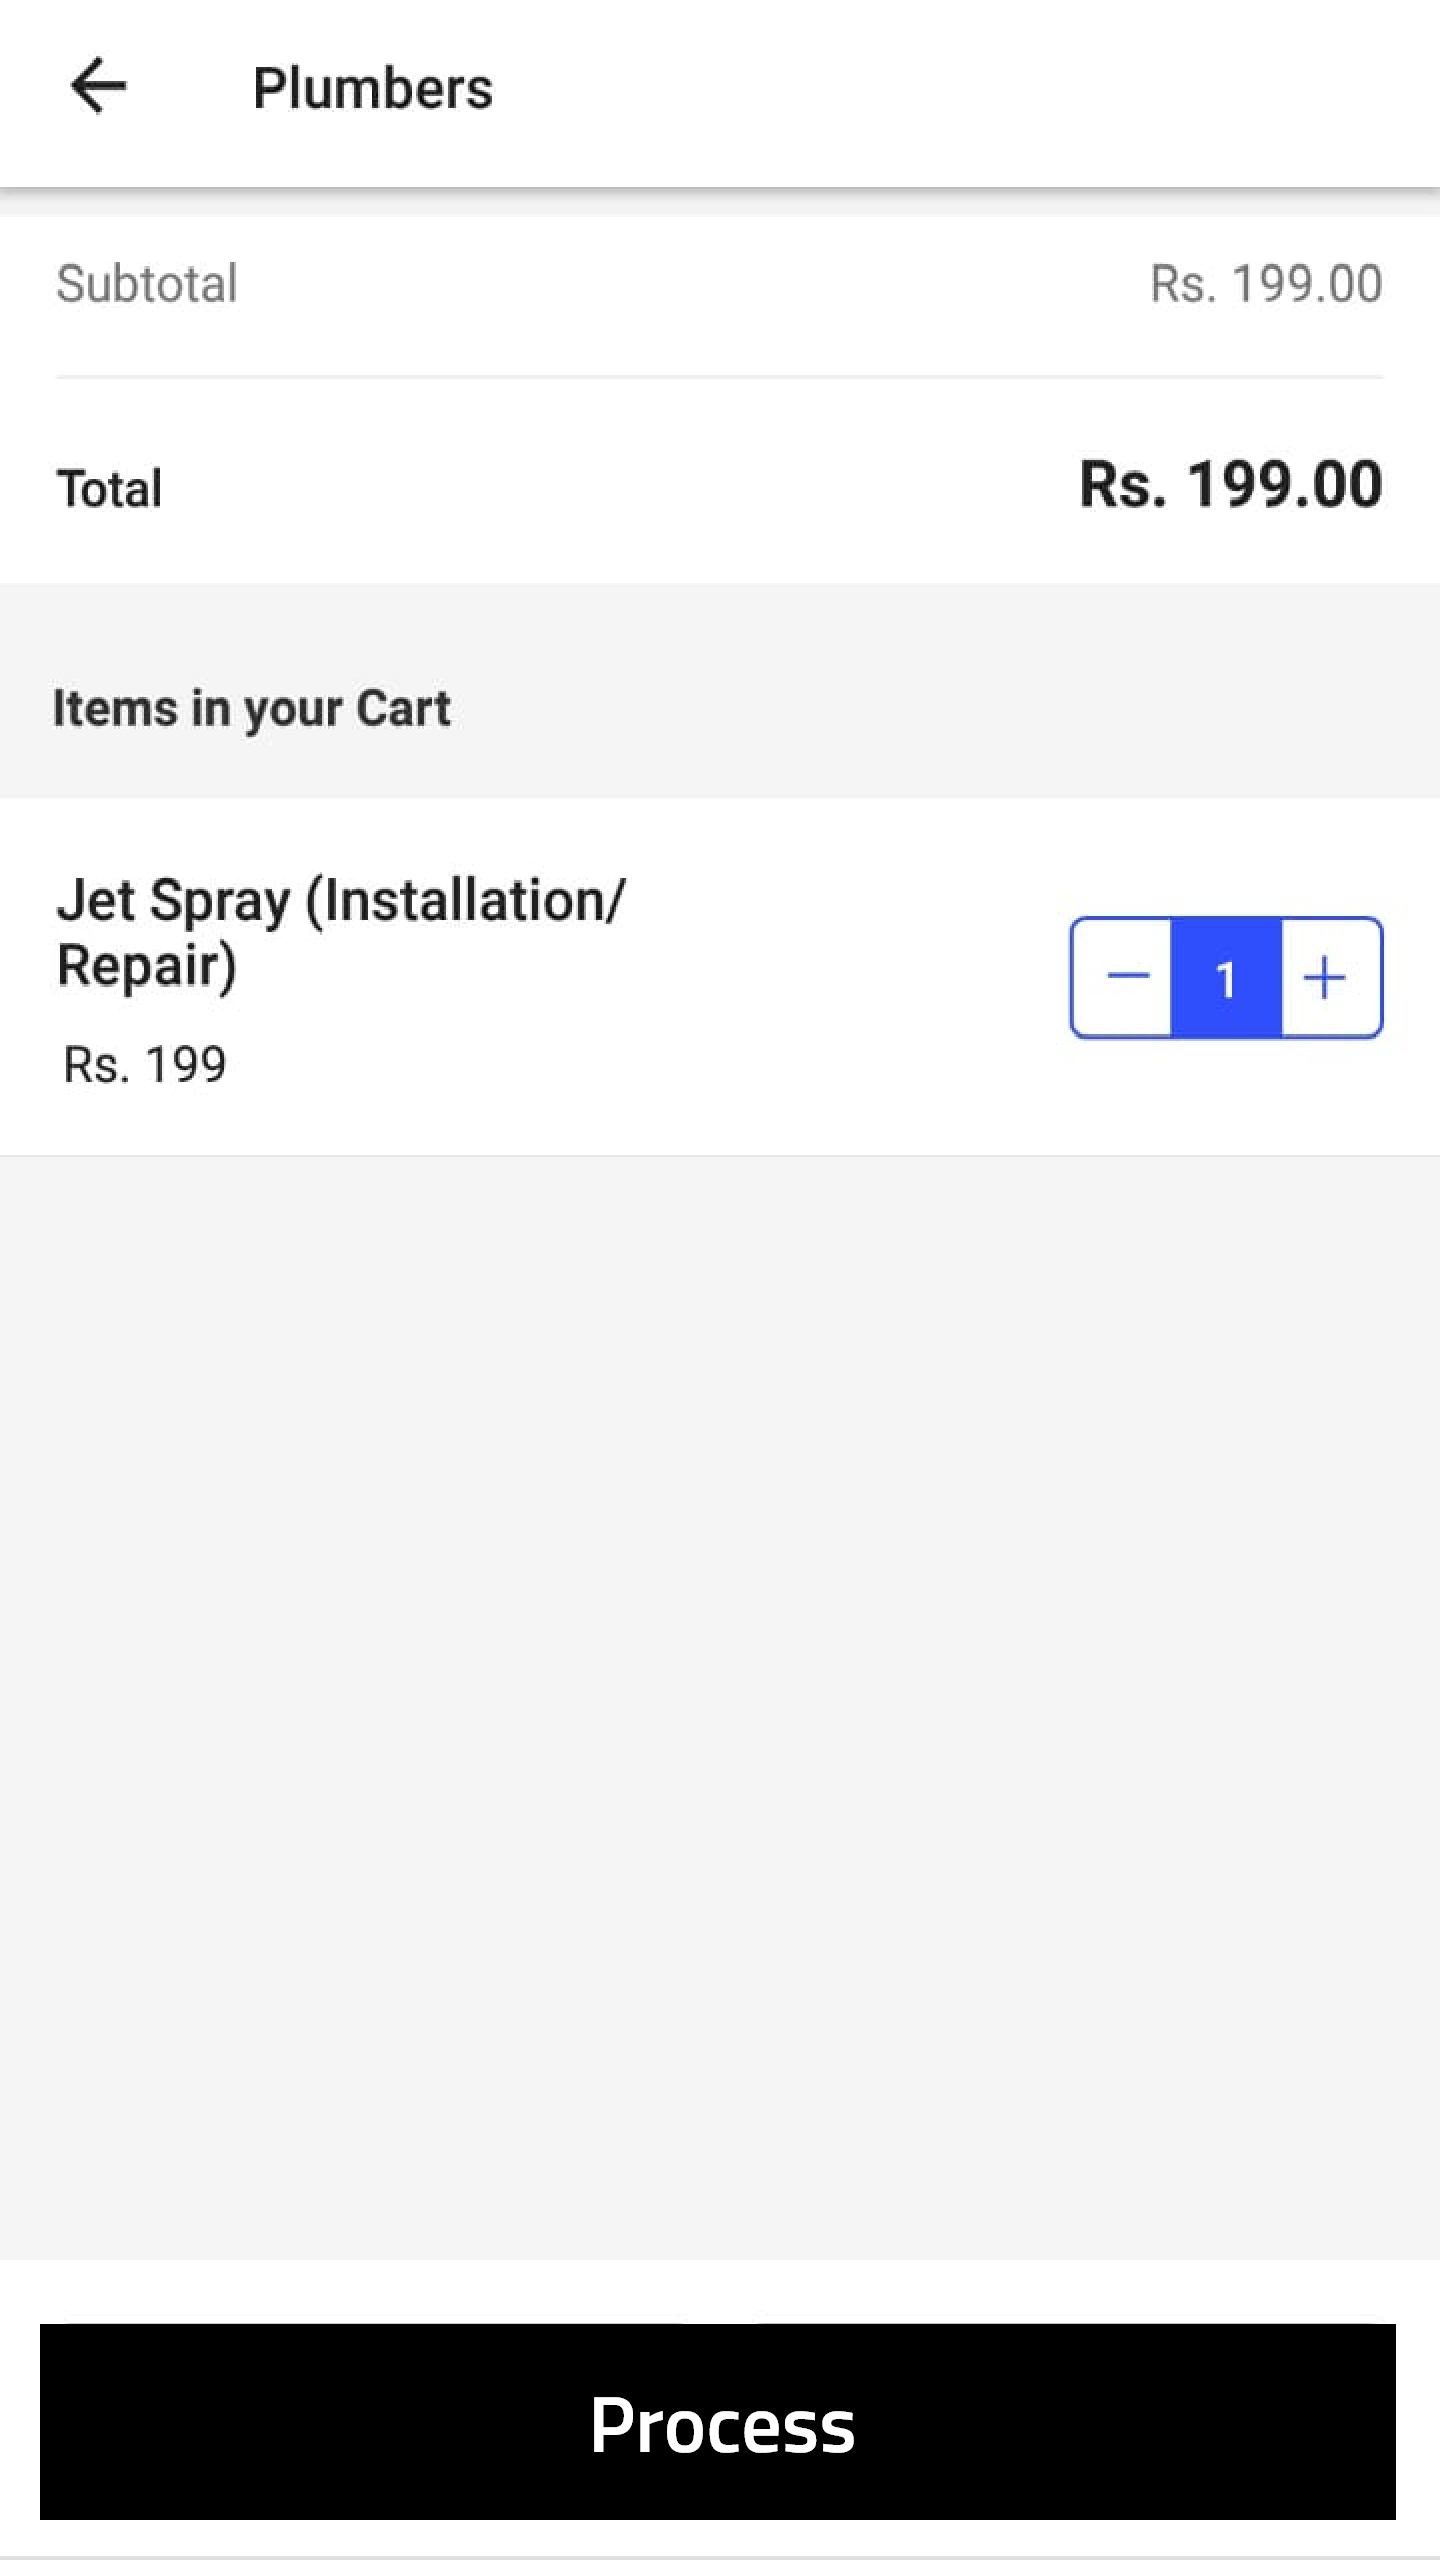 Plumbers
Subtotal Rs. 199.00
Total Rs. 199.00
Items in your Cart
Jet Spray (Installation/
Repair)
1
Rs. 199
Process